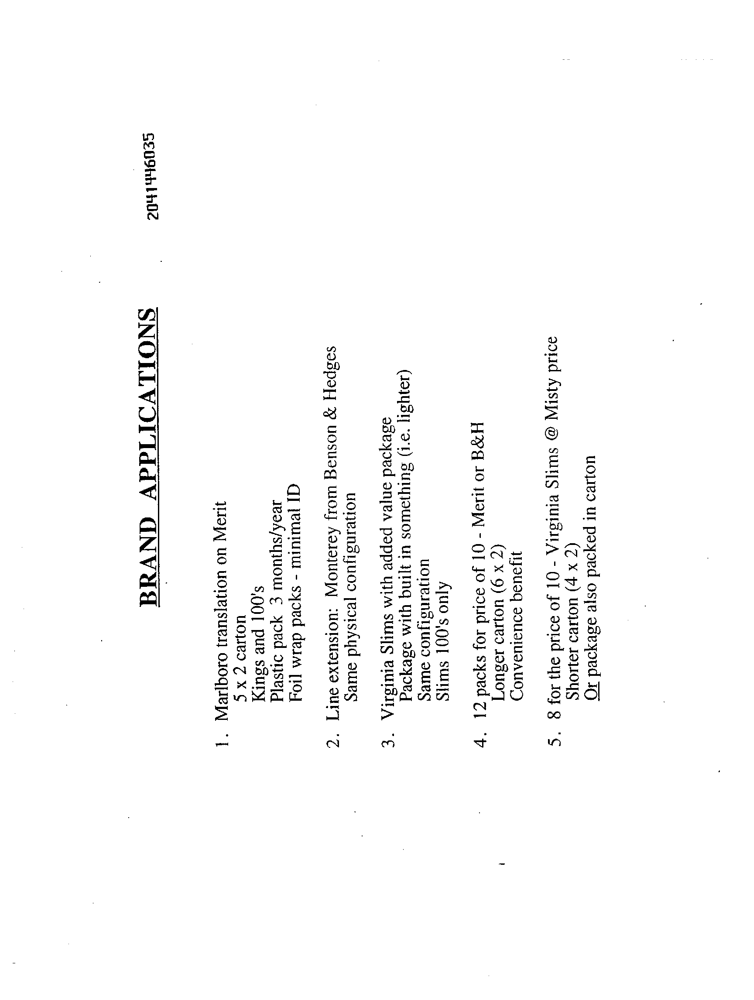 BRAND APPLICATIONS
2041446035
1. Marlboro translation on Merit
5 x 2 carton
Kings and 100's
Plastic pack 3 months/year
Foil wrap packs - minimal ID
2. Line extension: Monterey from Benson & Hedges
Same physical configuration
3. Virginia Slims with added value package
Package with built in something (i.e. lighter)
Same configuration
Slims 100's only
4. 12 packs for price of 10 - Merit or B&H
Longer carton (6 x 2)
Convenience benefit
5. 8 for the price of 10 - Virginia Slims @ Misty price
Shorter carton (4 x 2)
Or package also packed in carton